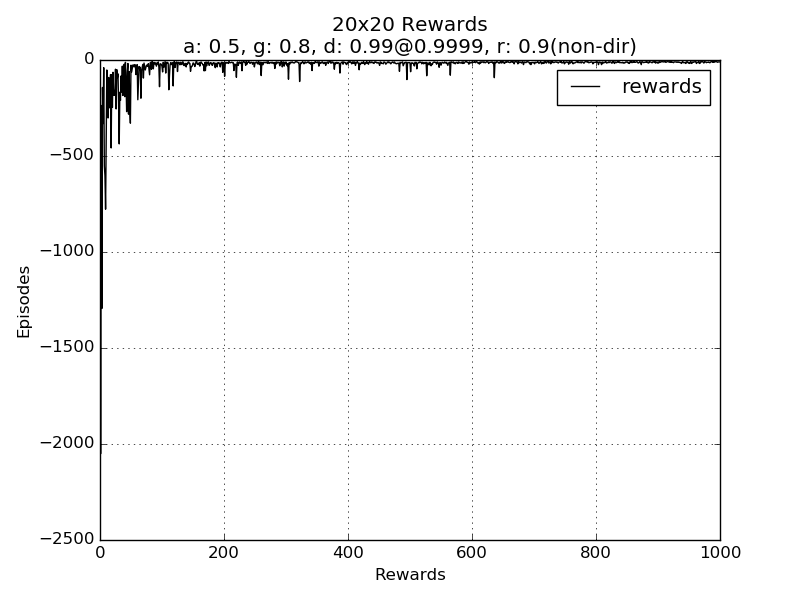 20x20 Rewards
a: 0.5, g: 0.8, d: 0.99@0.9999, r: 0.9(non-dir)
rewards
0
−500
−1000
−1500
−2000
−2500
Episodes
0 200 400 600 800 1000
Rewards